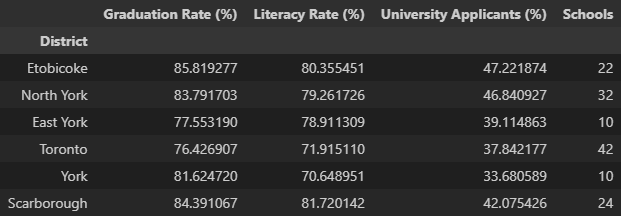 Graduation Rate (%) Literacy Rate (%) University Applicants (%) Schools
District
Etobicoke 85.819277 80.355451 47.221874 22
North York 83.791703 79.261726 46.840927 32
East York 77.553190 78.911309 39.114863 10
Toronto 76.426907 71.915110 37.842177 42
York 81.624720 70.648951 33.680589 10
Scarborough 84.391067 81.720142 42.075426 24